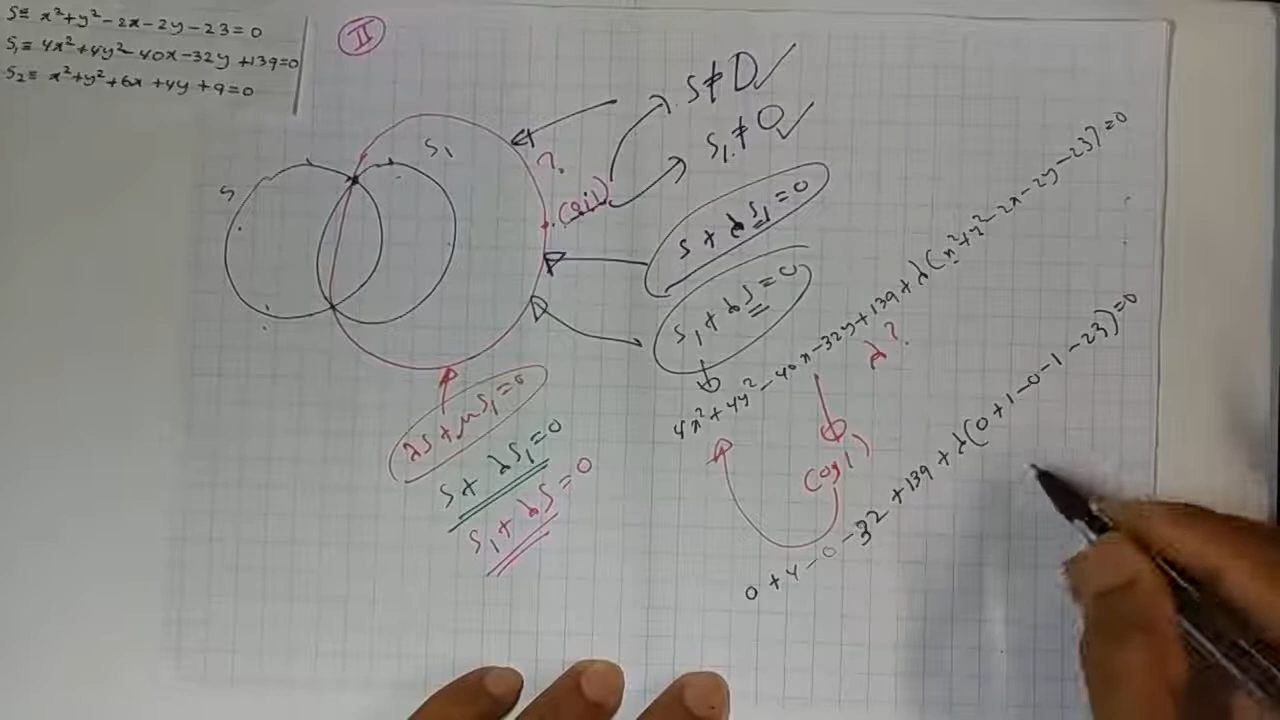 S ≡ x²+y²-2x-2y-23=0
S₁ ≡ 4x²+4y²-40x-32y+139=0
S₂ ≡ x²+y²+6x+4y+9=0
II
S
S₁
?
(0,1)
S≠0 ✓
S₁≠0 ✓
S+λS₁=0
S₁+λS=0
λS+μS₁=0
S+λS₁=0
S₁+λS=0
4x²+4y²-40x-32y+139+λ(x²+y²-2x-2y-23)=0
λ?
(0,1)
0+4-0-32+139+λ(0+1-0-1-23)=0